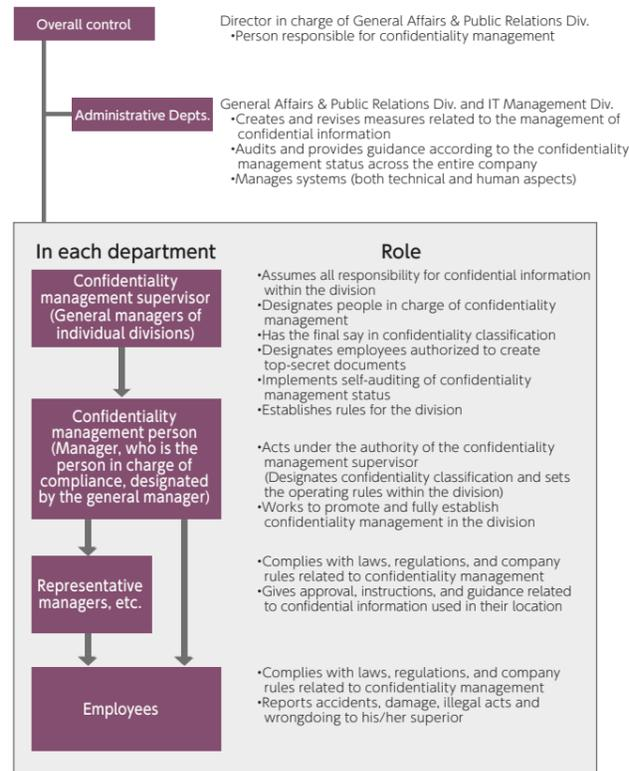 Overall control
Director in charge of General Affairs & Public Relations Div.
•Person responsible for confidentiality management
Administrative Depts.
General Affairs & Public Relations Div. and IT Management Div.
•Creates and revises measures related to the management of
confidential information
•Audits and provides guidance according to the confidentiality
management status across the entire company
•Manages systems (both technical and human aspects)
In each department
Role
Confidentiality
management supervisor
(General managers of
individual divisions)
•Assumes all responsibility for confidential information
within the division
•Designates people in charge of confidentiality
management
•Has the final say in confidentiality classification
•Designates employees authorized to create
top-secret documents
•Implements self-auditing of confidentiality
management status
•Establishes rules for the division
Confidentiality
management person
(Manager, who is the
person in charge of
compliance, designated
by the general manager)
•Acts under the authority of the confidentiality
management supervisor
(Designates confidentiality classification and sets
the operating rules within the division)
•Works to promote and fully establish
confidentiality management in the division
Representative
managers, etc.
•Complies with laws, regulations, and company
rules related to confidentiality management
•Gives approval, instructions, and guidance related
to confidential information used in their location
Employees
•Complies with laws, regulations, and company
rules related to confidentiality management
•Reports accidents, damage, illegal acts and
wrongdoing to his/her superior